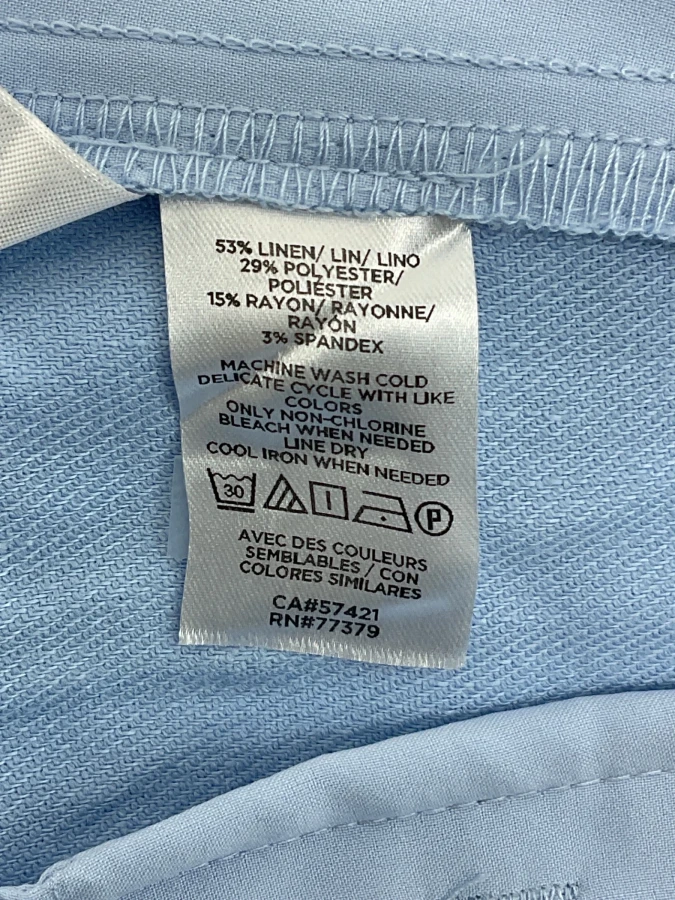 53% LINEN/ LIN/ LINO
29% POLYESTER/
POLIÉSTER
15% RAYON/ RAYONNE/
RAYÓN
3% SPANDEX
MACHINE WASH COLD
DELICATE CYCLE WITH LIKE
COLORS
ONLY NON-CHLORINE
BLEACH WHEN NEEDED
LINE DRY
COOL IRON WHEN NEEDED
30 P
AVEC DES COULEURS
SEMBLABLES / CON
COLORES SIMILARES
CA#57421
RN#77379